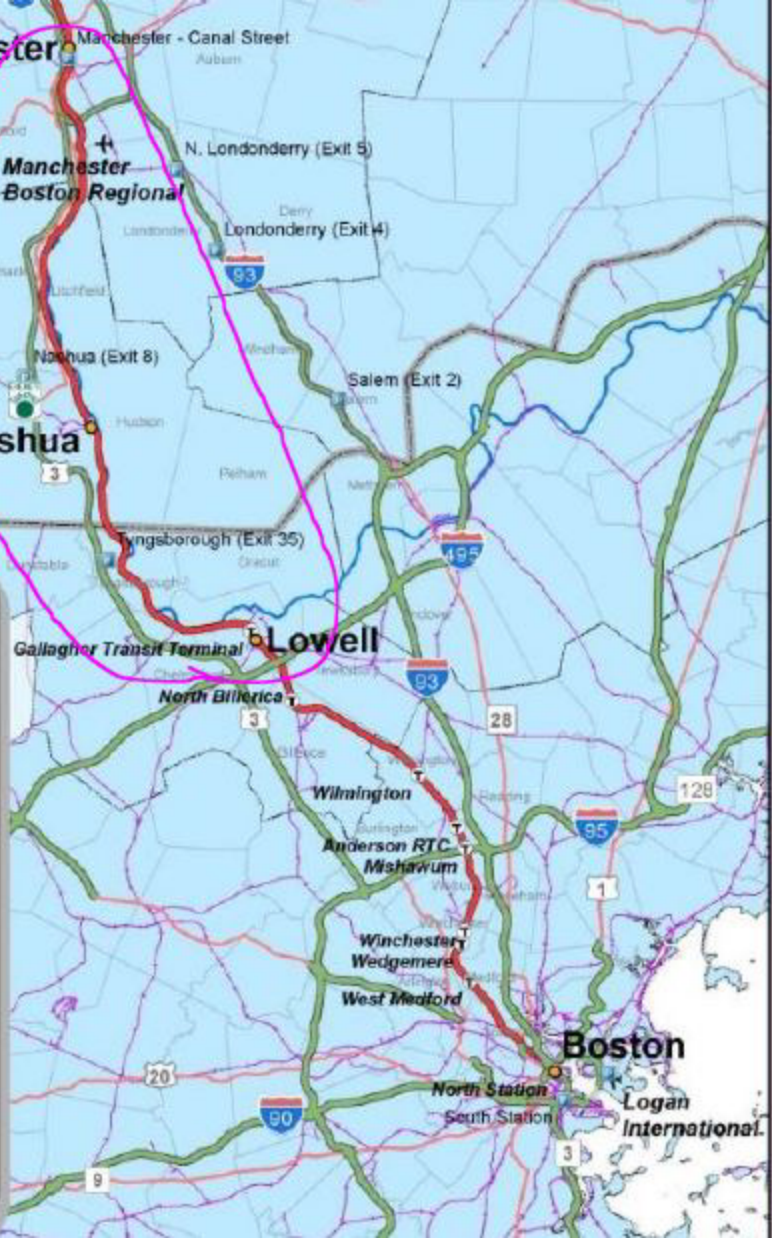 ster
Manchester - Canal Street
Auburn
N. Londonderry (Exit 5)
Manchester
Boston Regional
Derry
Londonderry (Exit 4)
Londonderry
93
Litchfield
Windham
Nashua (Exit 8)
Salem (Exit 2)
Salem
Hudson
shua
3
Pelham
Tyngsborough (Exit 35)
Dunstable
Dracut
495
Lowell
Gallagher Transit Terminal
93
North Billerica
3
28
Wilmington
128
Reading
95
Burlington
Anderson RTC
Mishawum
1
Winchester
Wedgemere
West Medford
Boston
20
North Station
Logan
International
90
South Station
3
9